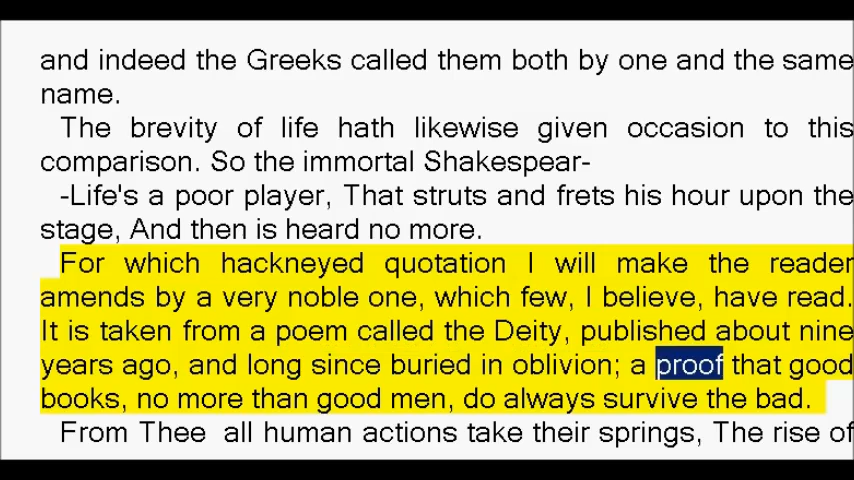 and indeed the Greeks called them both by one and the same
name.
The brevity of life hath likewise given occasion to this
comparison. So the immortal Shakespear-
-Life's a poor player, That struts and frets his hour upon the
stage, And then is heard no more.
For which hackneyed quotation I will make the reader
amends by a very noble one, which few, I believe, have read.
It is taken from a poem called the Deity, published about nine
years ago, and long since buried in oblivion; a proof that good
books, no more than good men, do always survive the bad.
From Thee all human actions take their springs, The rise of